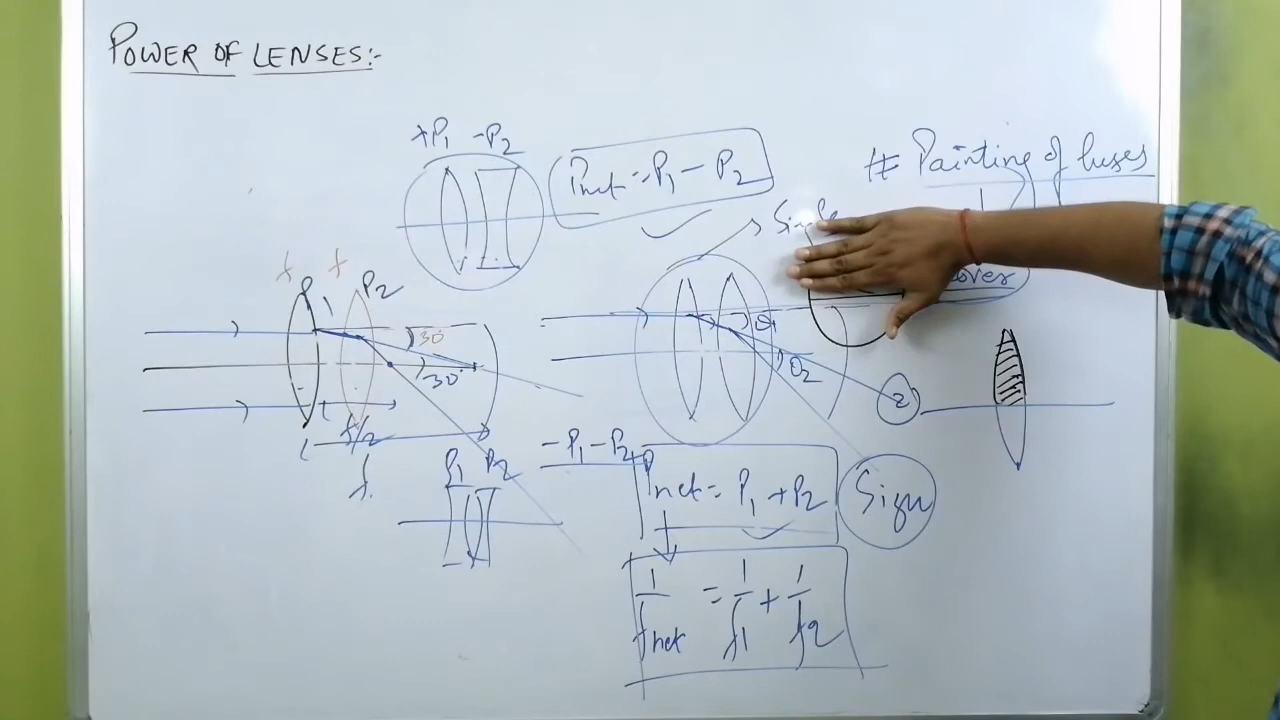 POWER OF LENSES:-
+P1 -P2
Pnet = P1 - P2
# Painting of
P1 P2
30
30°
f/2
f
θ1
θ2
2
P1 P2
-P1 - P2
Pnet = P1 + P2
Sign
1/fnet = 1/f1 + 1/f2